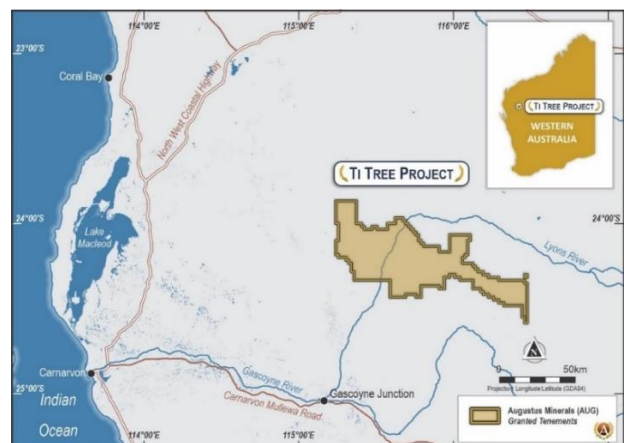 114°00'E
115°00'E
116°00'E
23°00'S
Coral Bay
North West Coastal Highway
TI TREE PROJECT
WESTERN
AUSTRALIA
TI TREE PROJECT
24°00'S
24°00'S
Lake
Macleod
Lyons River
Carnarvon
Gascoyne River
Carnarvon Mullewa Road
Gascoyne Junction
25°00'S
Indian
Ocean
0 50km
Projection: Longitude Latitude (GDA94)
Augustus Minerals (AUG)
Granted Tenements
114°00'E
115°00'E